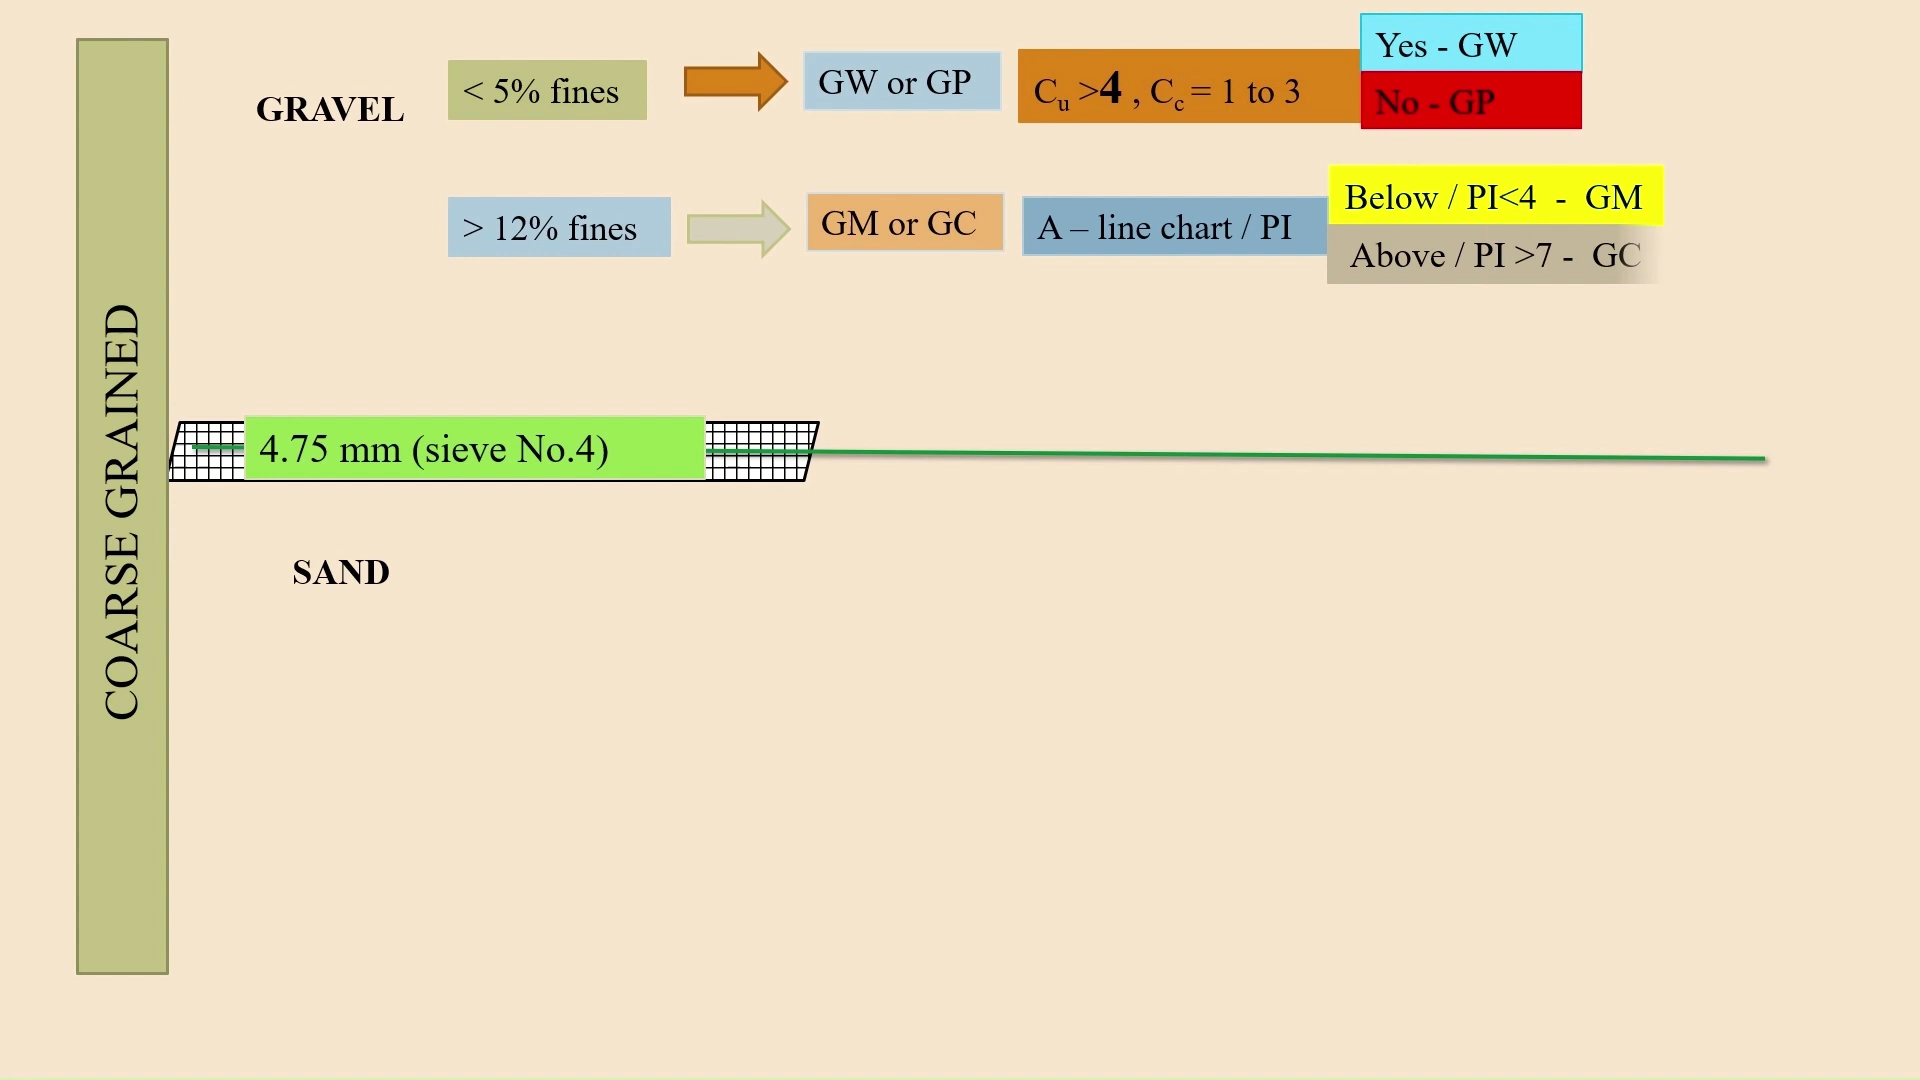 COARSE GRAINED
GRAVEL
< 5% fines
GW or GP
Cu >4 , Cc = 1 to 3
Yes - GW
No - GP
> 12% fines
GM or GC
A – line chart / PI
Below / PI<4 - GM
Above / PI >7 - GC
4.75 mm (sieve No.4)
SAND